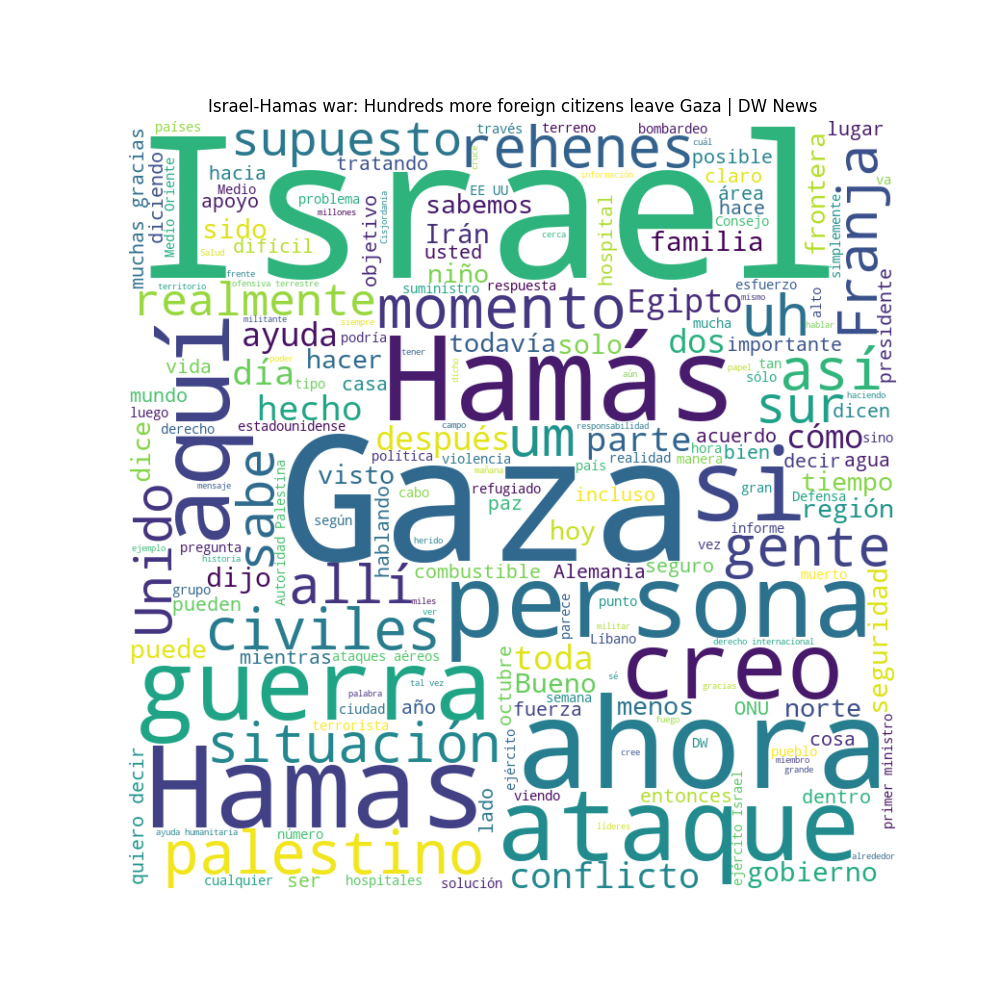 Israel-Hamas war: Hundreds more foreign citizens leave Gaza | DW News
países
supuesto
rehenes
través
terreno
bombardeo
cuál
lugar
muchas gracias
diciendo
Medio Oriente
hacia
Medio
apoyo
tratando
problema
millones
Israel
EE UU
cruce
información
posible
claro
área
hace
Consejo
frontera
va
Franja
simplemente
sido
difícil
Salud
Cisjordania
objetivo
sabemos
Irán
usted
cerca
hospital
familia
frente
ofensiva terrestre
territorio
niño
suministro
respuesta
esfuerzo
mismo
alto
presidente
realmente
momento
Egipto
uh
hablar
militante
siempre
mucha
aquí
ayuda
podría
todavía
solo
dos
importante
vida
poder
hacer
tener
día
tipo
casa
dicho
aún
papel
tan
sólo
así
haciendo
mundo
luego
derecho
hecho
Hamás
sur
dicen
estadounidense
campo
responsabilidad
dice
después
um
parte
acuerdo
cómo
sino
política
violencia
hora
bien
realidad
manera
decir
agua
sabe
visto
mañana
país
Gaza
si
mensaje
Autoridad Palestina
cabo
refugiado
paz
incluso
gran
Defensa
tiempo
región
Unido
según
hablando
herido
hoy
informe
vez
gente
pregunta
ejemplo
historia
dijo
grupo
pueden
allí
combustible
Alemania
seguro
muerto
miles
ver
persona
parece
punto
militar
Líbano
derecho internacional
seguridad
civiles
puede
mientras
ataques aéreos
octubre
toda
sé
creo
guerra
tal vez
palabra
Bueno
gracias
semana
fuerza
menos
ONU
norte
ciudad
año
fuego
terrorista
situación
ejército
ahora
cree
DW
cosa
pueblo
miembro
grande
primer ministro
quiero decir
Hamas
lado
viendo
entonces
dentro
ataque
líderes
ejército Israel
ayuda humanitaria
número
palestino
alrededor
cualquier
ser
hospitales
solución
conflicto
gobierno